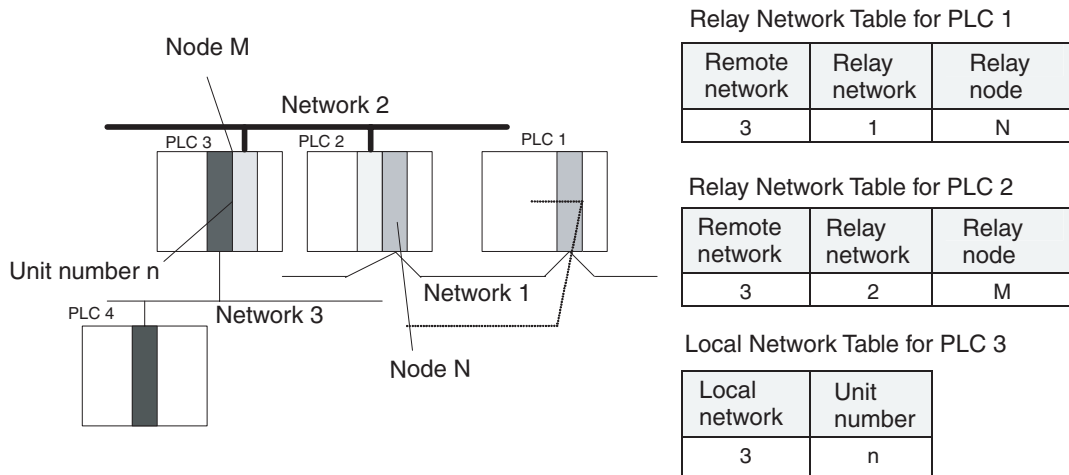 Node M
Network 2
PLC 3
PLC 2
PLC 1
Unit number n
Network 1
PLC 4
Network 3
Node N
Relay Network Table for PLC 1
Remote network
Relay network
Relay node
3
1
N
Relay Network Table for PLC 2
Remote network
Relay network
Relay node
3
2
M
Local Network Table for PLC 3
Local network
Unit number
3
n